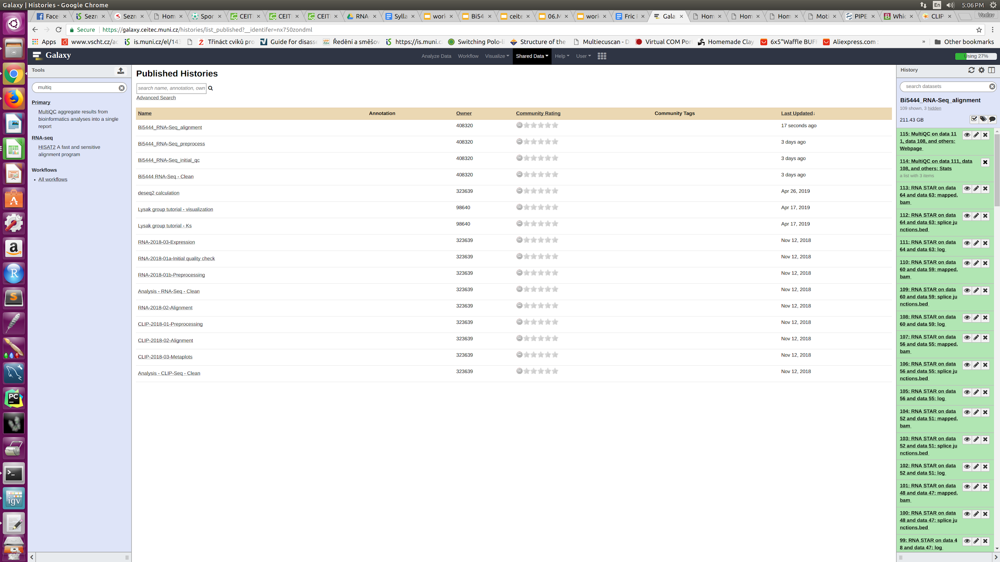 Galaxy | Histories - Google Chrome
En
5:06 PM
Face
Sezn
Sezn
Hom
Spor
CEIT
CEIT
CEIT
RNA
Sylla
work
Bi54
ceite
06.M
work
Fric
Gala
Hom
Hom
Hom
Moti
PIPE
Whic
CLIP
Vaclav
Secure
https://galaxy.ceitec.muni.cz/histories/list_published?__identifer=nx750zondml
Apps
www.vscht.cz/ac
is.muni.cz/el/143
Třináct cviků pro
Guide for disasse
Ředění a směšov
https://is.muni.c
Switching Polo-li
Structure of the
Multiecuscan - D
Virtual COM Port
Homemade Clay
6x5"Waffle BUF
Aliexpress.com :
»
Other bookmarks
Galaxy
Analyze Data
Workflow
Visualize
Shared Data
Help
User
Using 27%
Tools
multiq
Primary
MultiQC aggregate results from
bioinformatics analyses into a single
report
RNA-seq
HISAT2 A fast and sensitive
alignment program
Workflows
All workflows
Published Histories
search name, annotation, own
Advanced Search
Name Annotation Owner Community Rating Community Tags Last Updated↓
Bi5444_RNA-Seq_alignment 408320 17 seconds ago
Bi5444_RNA-Seq_preprocess 408320 3 days ago
Bi5444_RNA-Seq_initial_qc 408320 3 days ago
Bi5444 RNA-Seq - Clean 408320 3 days ago
deseq2 calculation 323639 Apr 26, 2019
Lysak group tutorial - visualization 98640 Apr 17, 2019
Lysak group tutorial - Ks 98640 Apr 17, 2019
RNA-2018-03-Expression 323639 Nov 12, 2018
RNA-2018-01a-Initial quality check 323639 Nov 12, 2018
RNA-2018-01b-Preprocessing 323639 Nov 12, 2018
Analysis - RNA-Seq - Clean 323639 Nov 12, 2018
RNA-2018-02-Alignment 323639 Nov 12, 2018
CLIP-2018-01-Preprocessing 323639 Nov 12, 2018
CLIP-2018-02-Alignment 323639 Nov 12, 2018
CLIP-2018-03-Metaplots 323639 Nov 12, 2018
Analysis - CLIP-Seq - Clean 323639 Nov 12, 2018
History
search datasets
Bi5444_RNA-Seq_alignment
109 shown, 3 hidden
211.43 GB
115: MultiQC on data 11
1, data 108, and others:
Webpage
114: MultiQC on data 111, data
108, and others: Stats
a list with 3 items
113: RNA STAR on data
64 and data 63: mapped.
bam
112: RNA STAR on data
64 and data 63: splice ju
nctions.bed
111: RNA STAR on data
64 and data 63: log
110: RNA STAR on data
60 and data 59: mapped.
bam
109: RNA STAR on data
60 and data 59: splice ju
nctions.bed
108: RNA STAR on data
60 and data 59: log
107: RNA STAR on data
56 and data 55: mapped.
bam
106: RNA STAR on data
56 and data 55: splice ju
nctions.bed
105: RNA STAR on data
56 and data 55: log
104: RNA STAR on data
52 and data 51: mapped.
bam
103: RNA STAR on data
52 and data 51: splice ju
nctions.bed
102: RNA STAR on data
52 and data 51: log
101: RNA STAR on data
48 and data 47: mapped.
bam
100: RNA STAR on data
48 and data 47: splice ju
nctions.bed
99: RNA STAR on data 4
8 and data 47: log
a
R
S
PC
igv